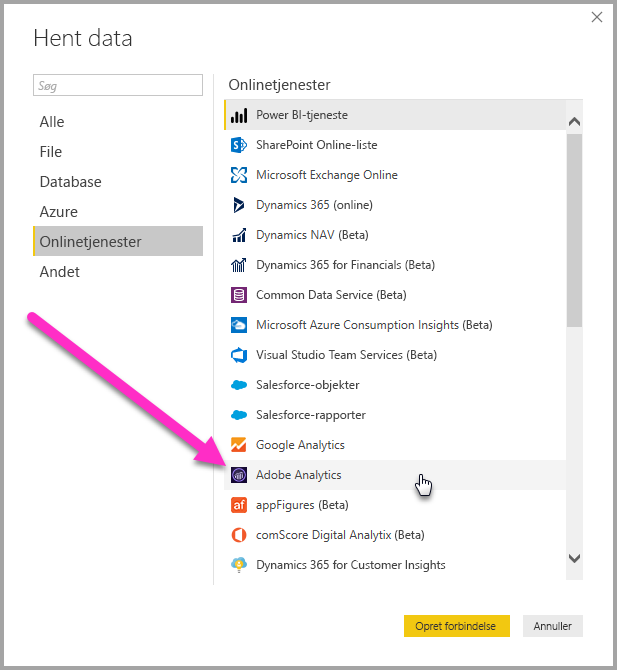 Hent data
Søg
Alle
File
Database
Azure
Onlinetjenester
Andet
Onlinetjenester
Power BI-tjeneste
SharePoint Online-liste
Microsoft Exchange Online
Dynamics 365 (online)
Dynamics NAV (Beta)
Dynamics 365 for Financials (Beta)
Common Data Service (Beta)
Microsoft Azure Consumption Insights (Beta)
Visual Studio Team Services (Beta)
Salesforce-objekter
Salesforce-rapporter
Google Analytics
Adobe Analytics
af appFigures (Beta)
comScore Digital Analytix (Beta)
Dynamics 365 for Customer Insights
Opret forbindelse
Annuller